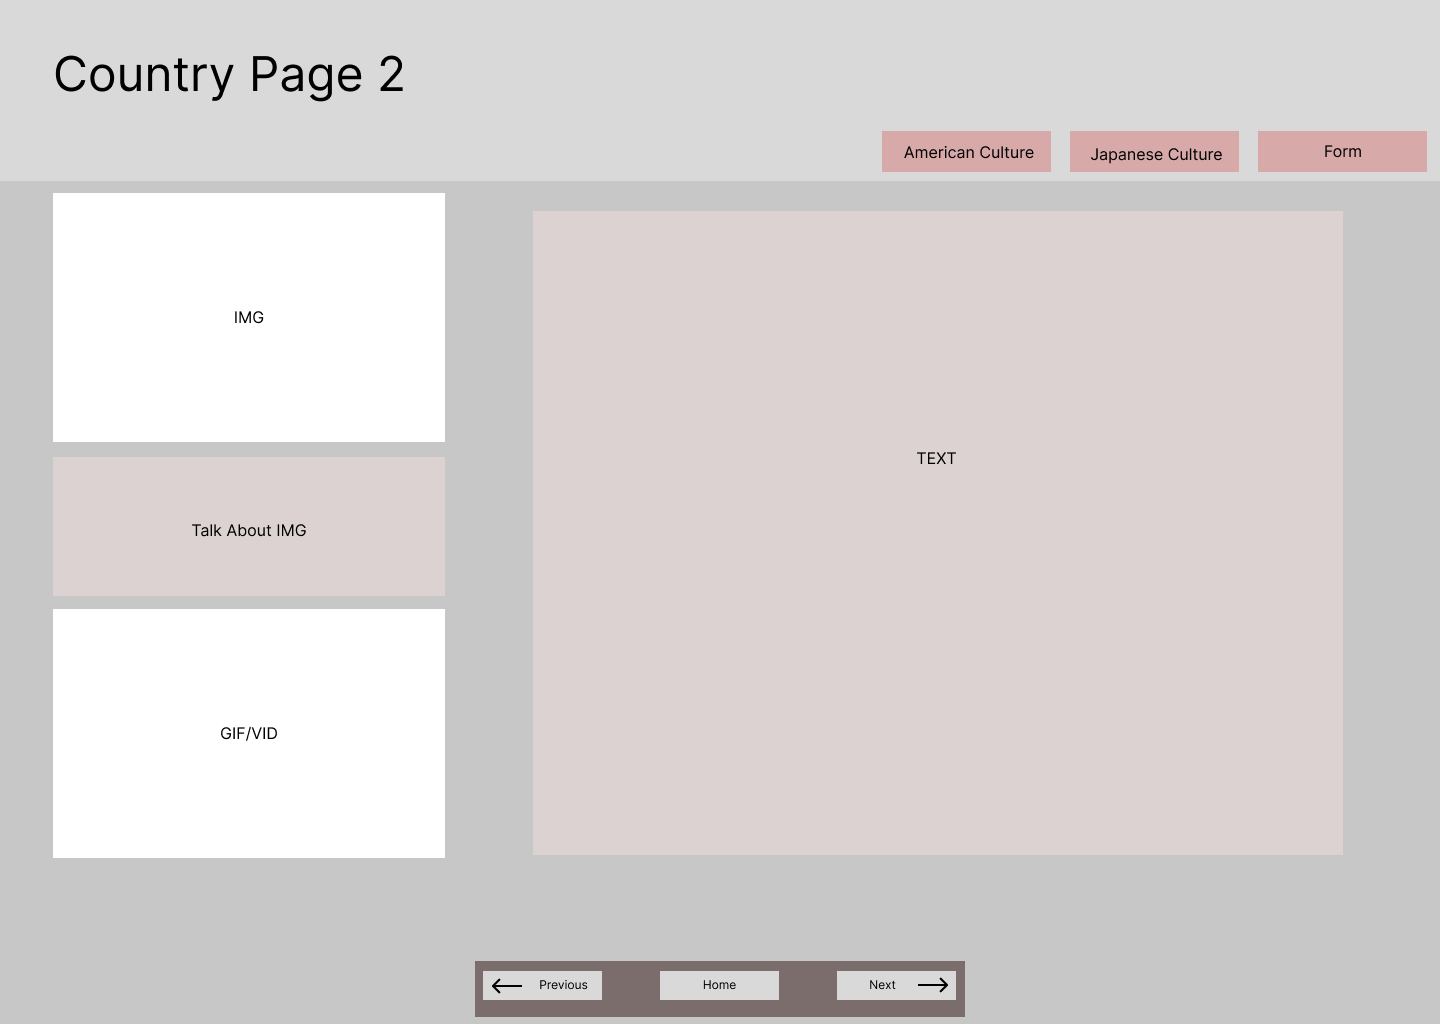 Country Page 2
American Culture
Japanese Culture
Form
IMG
Talk About IMG
GIF/VID
TEXT
Previous
Home
Next